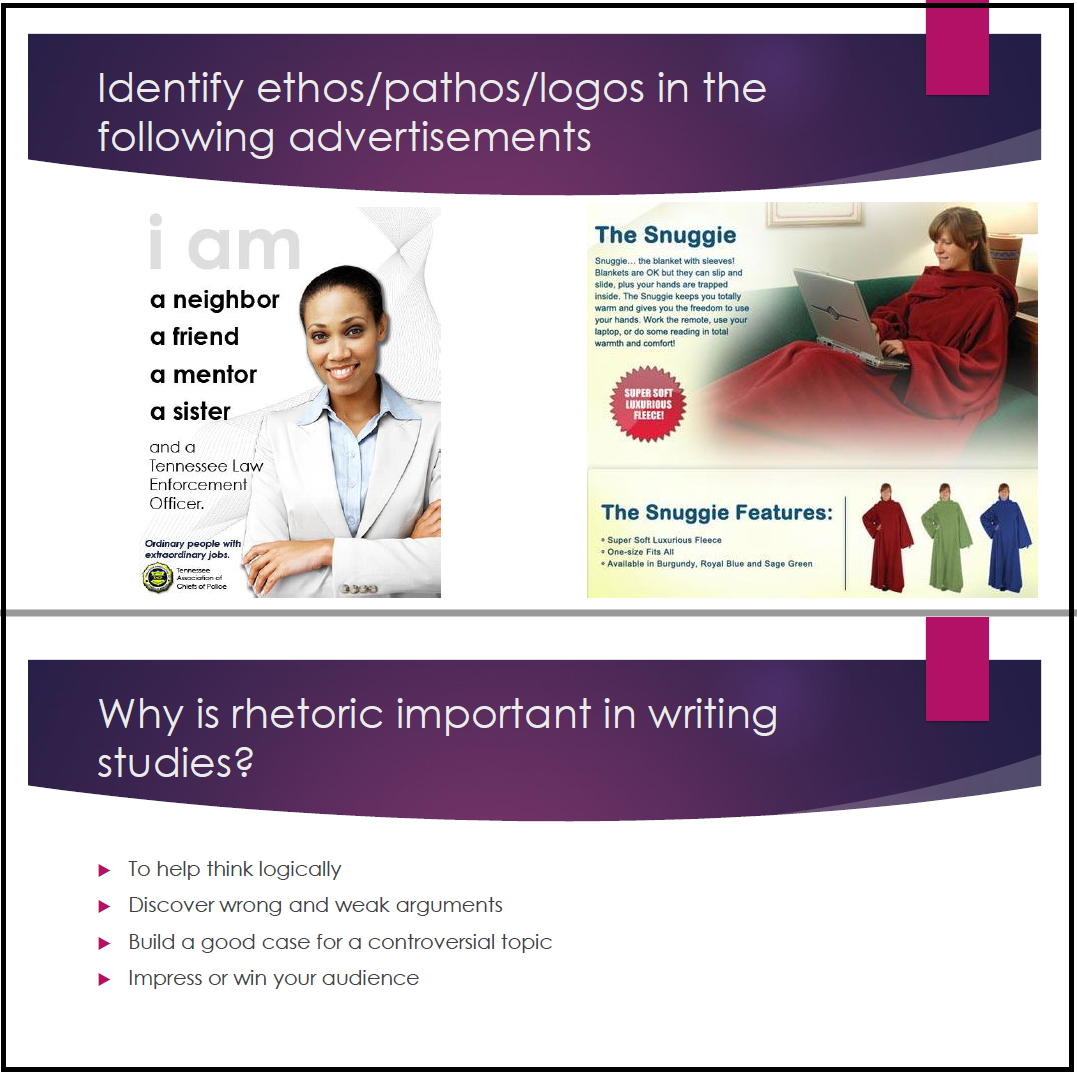 Identify ethos/pathos/logos in the
following advertisements
i am
a neighbor
a friend
a mentor
a sister
and a
Tennessee Law
Enforcement
Officer.
Ordinary people with
extraordinary jobs.
Tennessee
Association of
Chiefs of Police
The Snuggie
Snuggie... the blanket with sleeves!
Blankets are OK but they can slip and
slide, plus your hands are trapped
inside. The Snuggie keeps you totally
warm and gives you the freedom to use
your hands. Work the remote, use your
laptop, or do some reading in total
warmth and comfort!
SUPER SOFT
LUXURIOUS
FLEECE!
The Snuggie Features:
• Super Soft Luxurious Fleece
• One-size Fits All
• Available in Burgundy, Royal Blue and Sage Green
Why is rhetoric important in writing
studies?
To help think logically
Discover wrong and weak arguments
Build a good case for a controversial topic
Impress or win your audience